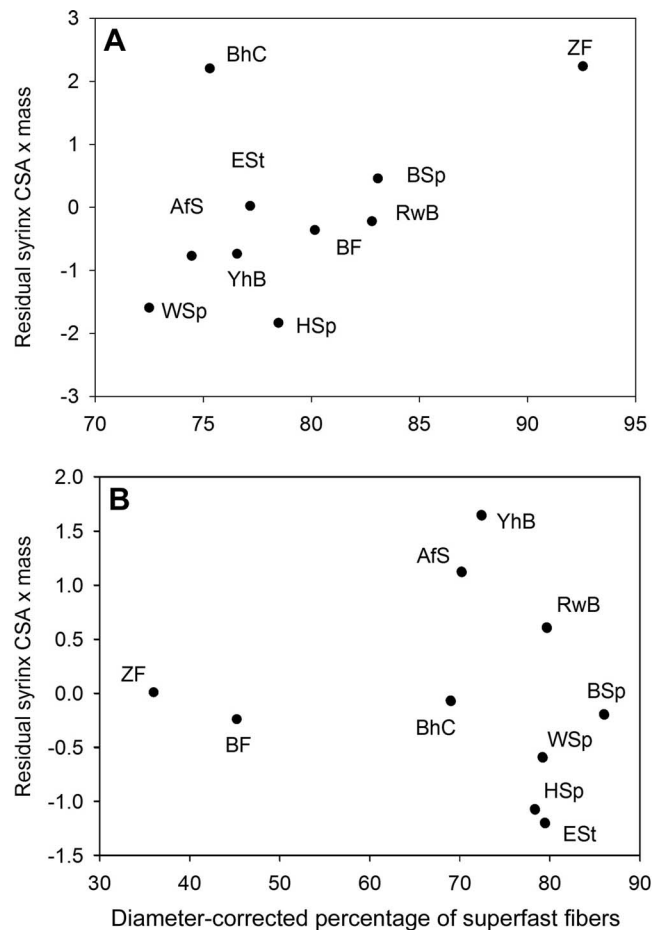 A
BhC
ZF
ESt
BSp
AfS
RwB
BF
YhB
WSp
HSp
3
2
1
0
-1
-2
-3
70
75
80
85
90
95
Residual syrinx CSA x mass
B
YhB
AfS
RwB
ZF
BSp
BF
BhC
WSp
HSp
ESt
2.0
1.5
1.0
0.5
0.0
-0.5
-1.0
-1.5
30
40
50
60
70
80
90
Residual syrinx CSA x mass
Diameter-corrected percentage of superfast fibers